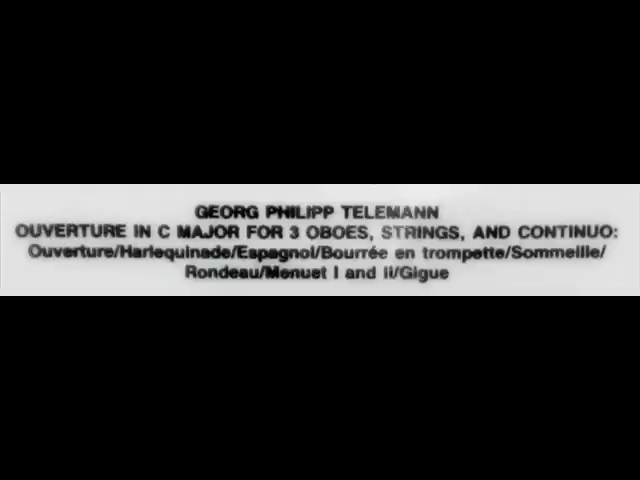 GEORG PHILIPP TELEMANN
OUVERTURE IN C MAJOR FOR 3 OBOES, STRINGS, AND CONTINUO:
Ouverture/Harlequinade/Espagnol/Bourrée en trompette/Sommeille/
Rondeau/Menuet I and II/Gigue